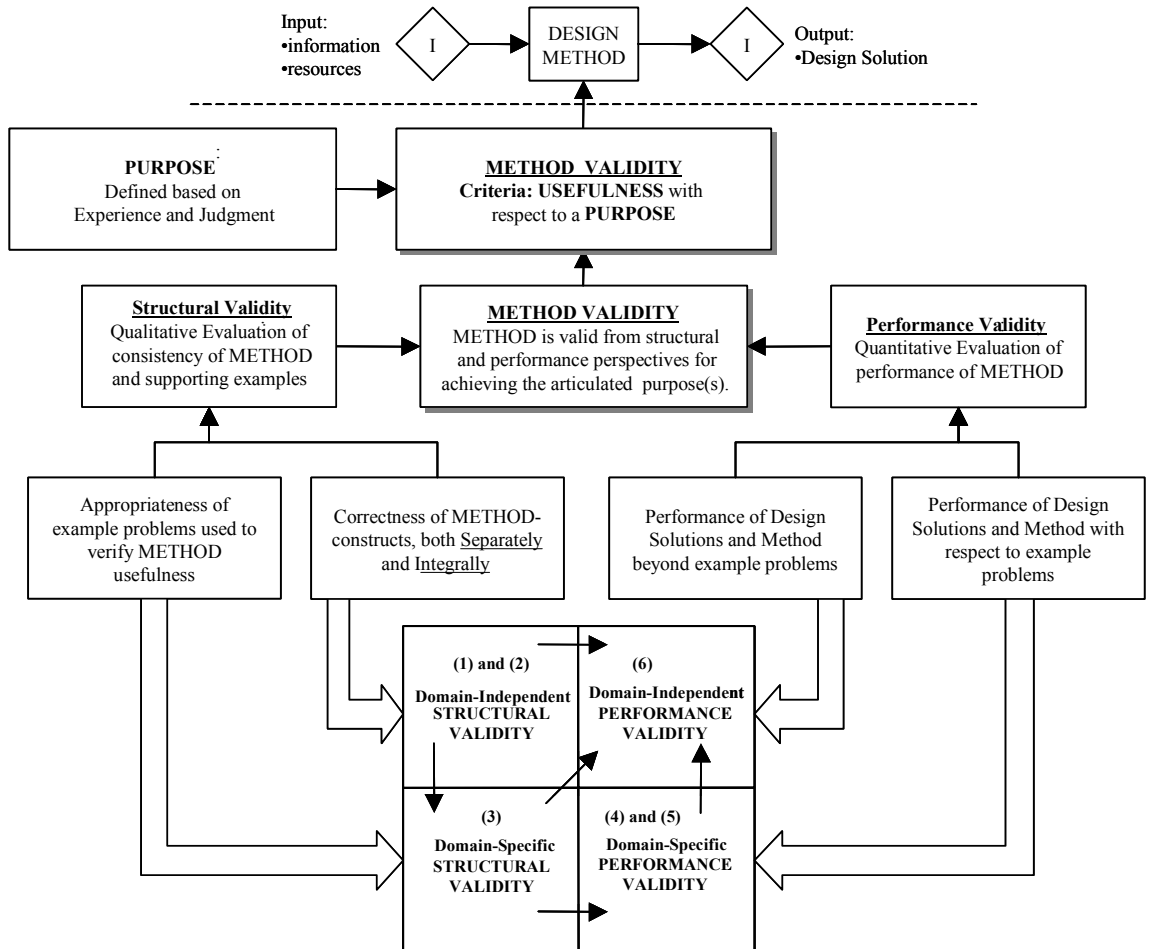 Input:
•information
•resources
I
DESIGN
METHOD
I
Output:
•Design Solution
:
PURPOSE
Defined based on
Experience and Judgment
METHOD VALIDITY
Criteria: USEFULNESS with
respect to a PURPOSE
Structural Validity
Qualitative Evaluation of
consistency of METHOD
and supporting examples
METHOD VALIDITY
METHOD is valid from structural
and performance perspectives for
achieving the articulated purpose(s).
Performance Validity
Quantitative Evaluation of
performance of METHOD
Appropriateness of
example problems used to
verify METHOD
usefulness
Correctness of METHOD-
constructs, both Separately
and Integrally
Performance of Design
Solutions and Method
beyond example problems
Performance of Design
Solutions and Method with
respect to example
problems
(1) and (2)
Domain-Independent
STRUCTURAL
VALIDITY
(6)
Domain-Independent
PERFORMANCE
VALIDITY
(3)
Domain-Specific
STRUCTURAL
VALIDITY
(4) and (5)
Domain-Specific
PERFORMANCE
VALIDITY